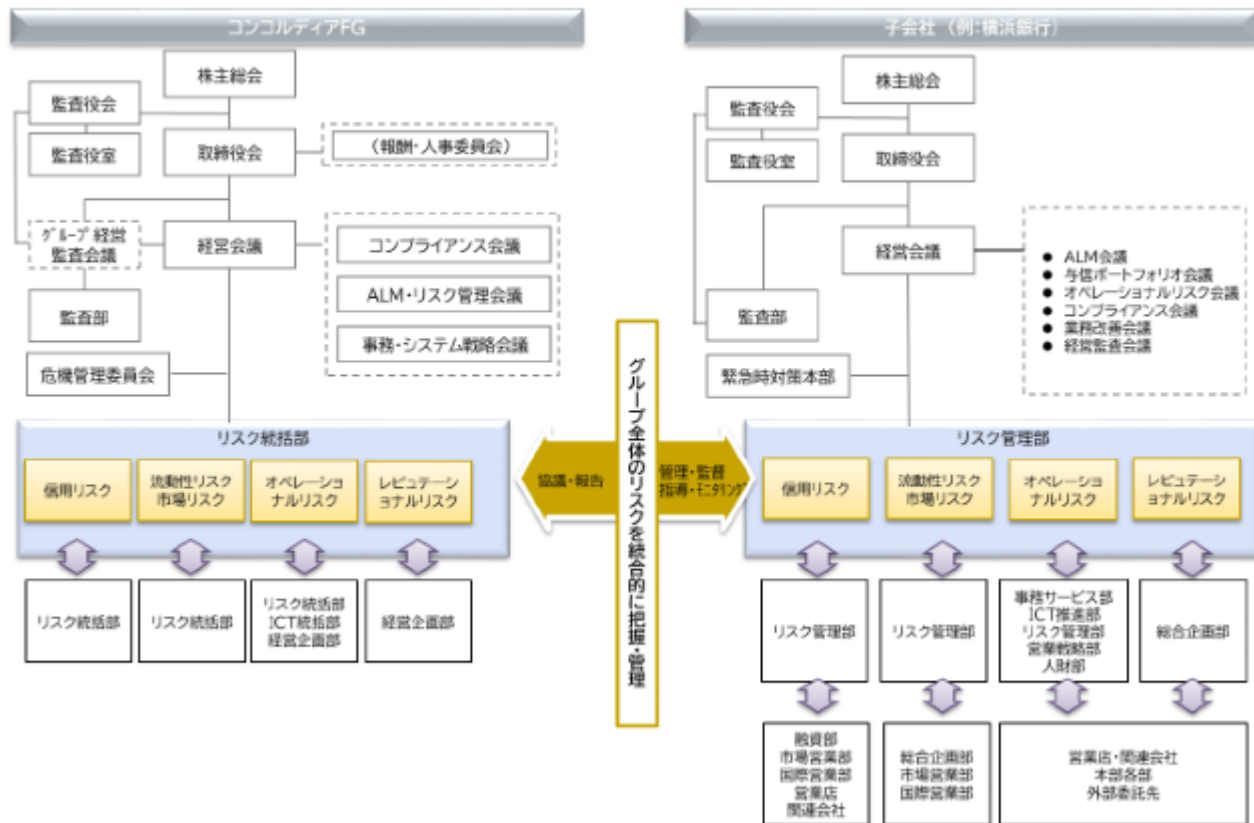 コンコルディアFG
株主総会
監査役会
監査役室
取締役会
(報酬・人事委員会)
グループ経営
監査会議
経営会議
コンプライアンス会議
ALM・リスク管理会議
事務・システム戦略会議
監査部
危機管理委員会
リスク統括部
信用リスク
流動性リスク
市場リスク
オペレーショ
ナルリスク
レピュテーシ
ョナルリスク
リスク統括部
リスク統括部
リスク統括部
ICT統括部
経営企画部
経営企画部
協議・報告
グループ全体のリスクを統合的に把握・管理
管理・監督
指導・モニタリング
子会社 (例:横浜銀行)
株主総会
監査役会
監査役室
取締役会
経営会議
● ALM会議
● 与信ポートフォリオ会議
● オペレーショナルリスク会議
● コンプライアンス会議
● 業務改善会議
● 経営監査会議
監査部
緊急時対策本部
リスク管理部
信用リスク
流動性リスク
市場リスク
オペレーショ
ナルリスク
レピュテーシ
ョナルリスク
リスク管理部
リスク管理部
事務サービス部
ICT推進部
リスク管理部
営業戦略部
人財部
総合企画部
融資部
市場営業部
国際営業部
営業店
関連会社
総合企画部
市場営業部
国際営業部
営業店・関連会社
本部各部
外部委託先